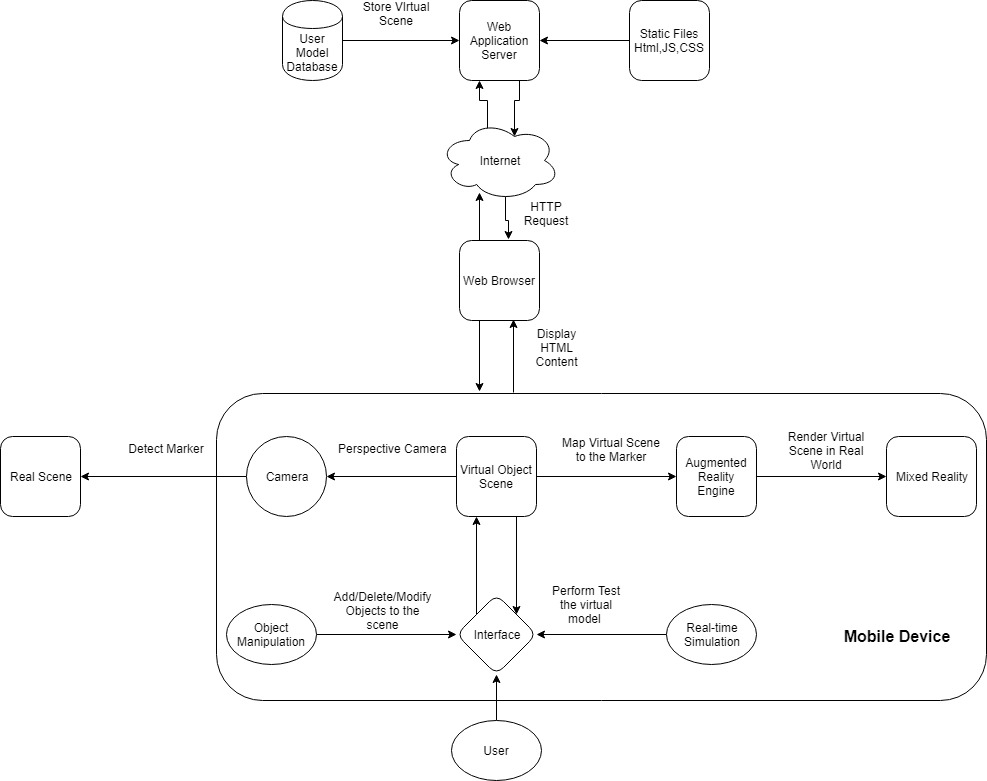 Store VIrtual
Scene
User
Model
Database
Web
Application
Server
Static Files
Html,JS,CSS
Internet
HTTP
Request
Web Browser
Display
HTML
Content
Real Scene
Detect Marker
Camera
Perspective Camera
Virtual Object
Scene
Map Virtual Scene
to the Marker
Augmented
Reality
Engine
Render Virtual
Scene in Real
World
Mixed Reality
Object
Manipulation
Add/Delete/Modify
Objects to the
scene
Interface
Perform Test
the virtual
model
Real-time
Simulation
Mobile Device
User